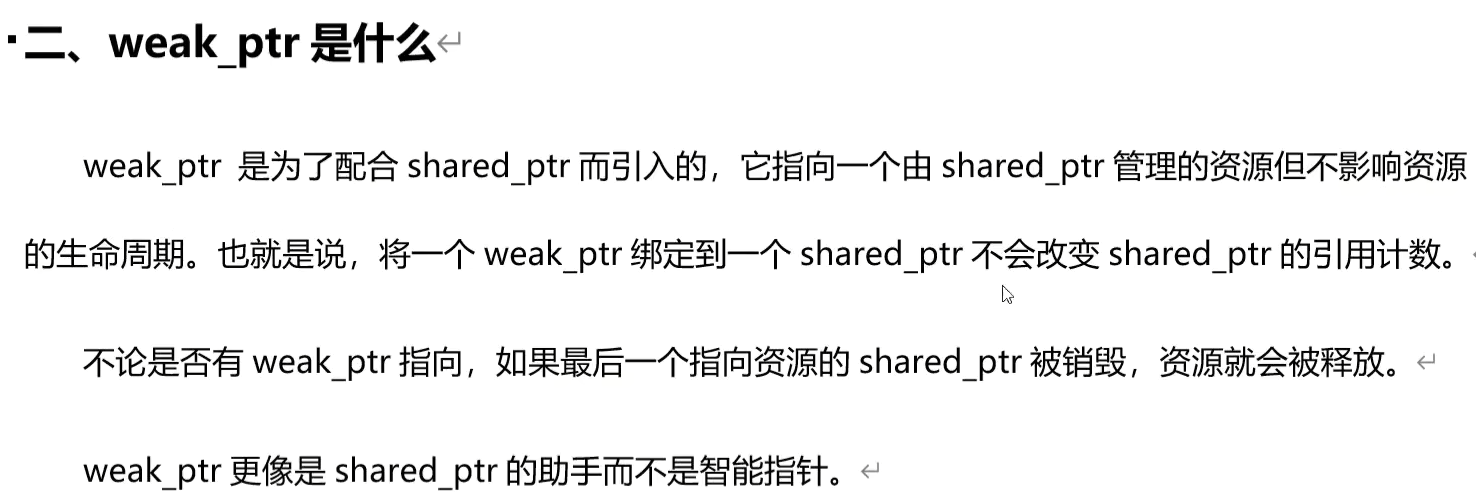 二、weak_ptr 是什么
weak_ptr 是为了配合 shared_ptr 而引入的，它指向一个由 shared_ptr 管理的资源但不影响资源
的生命周期。也就是说，将一个 weak_ptr 绑定到一个 shared_ptr 不会改变 shared_ptr 的引用计数。
不论是否有 weak_ptr 指向，如果最后一个指向资源的 shared_ptr 被销毁，资源就会被释放。
weak_ptr 更像是 shared_ptr 的助手而不是智能指针。